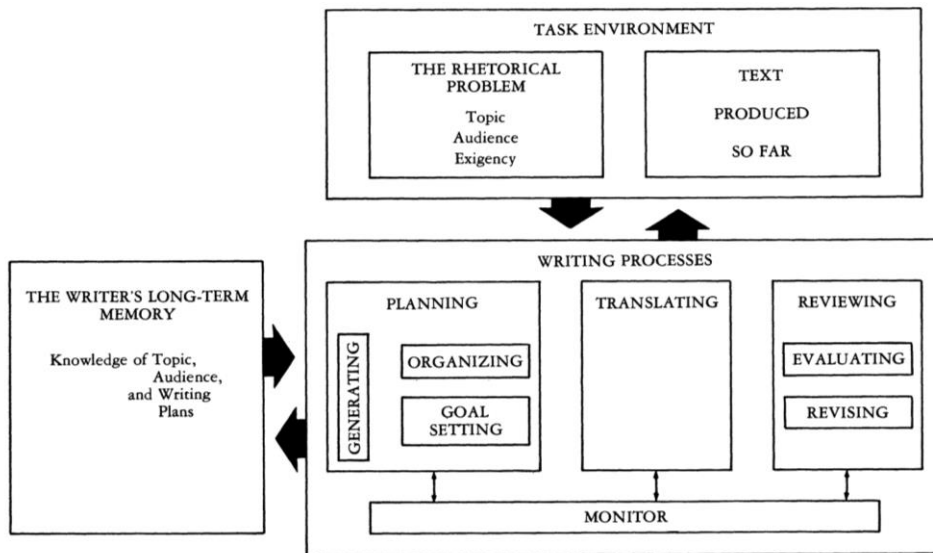 TASK ENVIRONMENT
THE RHETORICAL
PROBLEM
Topic
Audience
Exigency
TEXT
PRODUCED
SO FAR
WRITING PROCESSES
THE WRITER'S LONG-TERM
MEMORY
Knowledge of Topic,
Audience,
and Writing
Plans
PLANNING
GENERATING
ORGANIZING
GOAL
SETTING
TRANSLATING
REVIEWING
EVALUATING
REVISING
MONITOR